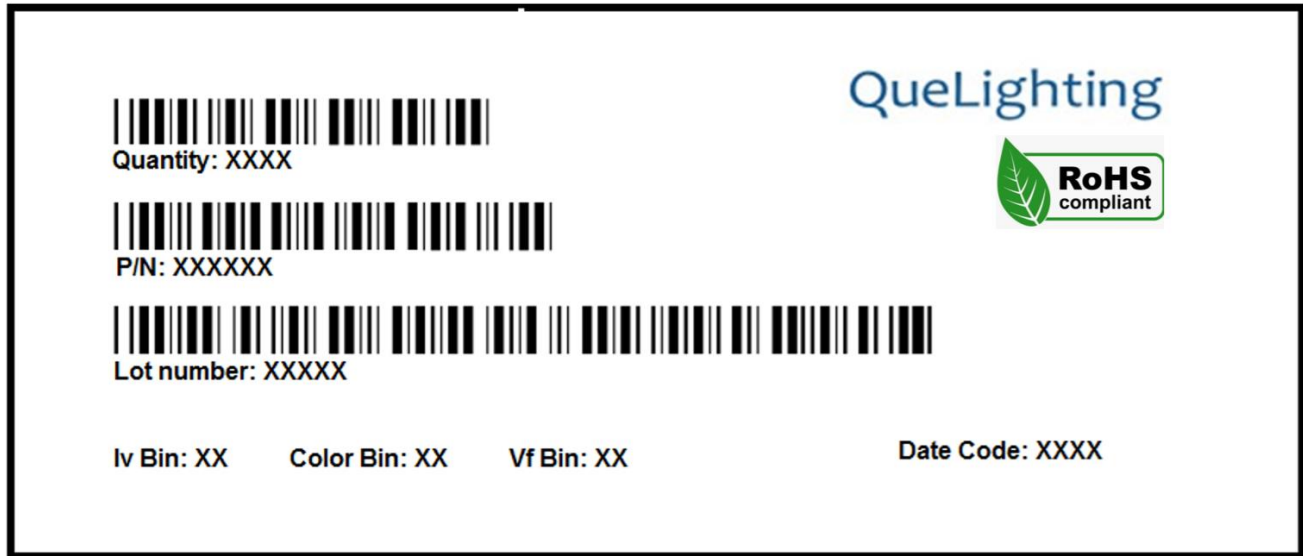 QueLighting
Quantity: XXXX
RoHS
compliant
P/N: XXXXXX
Lot number: XXXXX
Iv Bin: XX Color Bin: XX Vf Bin: XX Date Code: XXXX